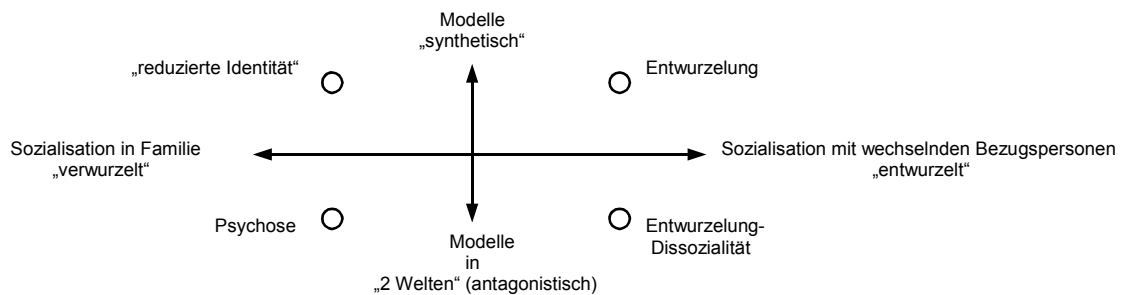 Modelle
„synthetisch“
„reduzierte Identität“
Entwurzelung
Sozialisation in Familie
„verwurzelt“
Sozialisation mit wechselnden Bezugspersonen
„entwurzelt“
Psychose
Entwurzelung-
Dissozialität
Modelle
in
„2 Welten“ (antagonistisch)